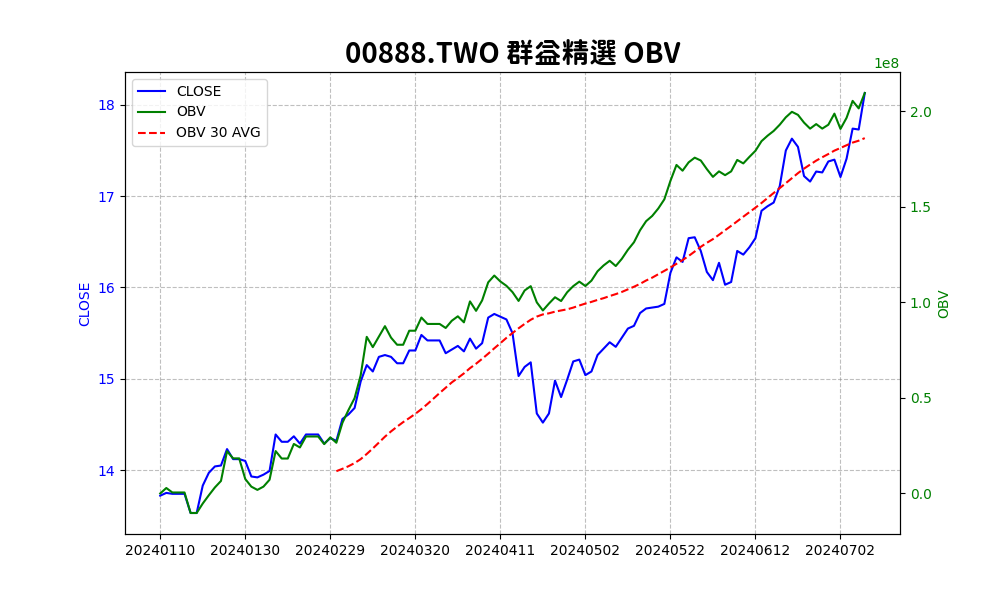 00888.TWO 群益精選 OBV
1e8
CLOSE
OBV
OBV 30 AVG
18
17
16
15
14
CLOSE
2.0
1.5
1.0
0.5
0.0
OBV
20240110 20240130 20240229 20240320 20240411 20240502 20240522 20240612 20240702